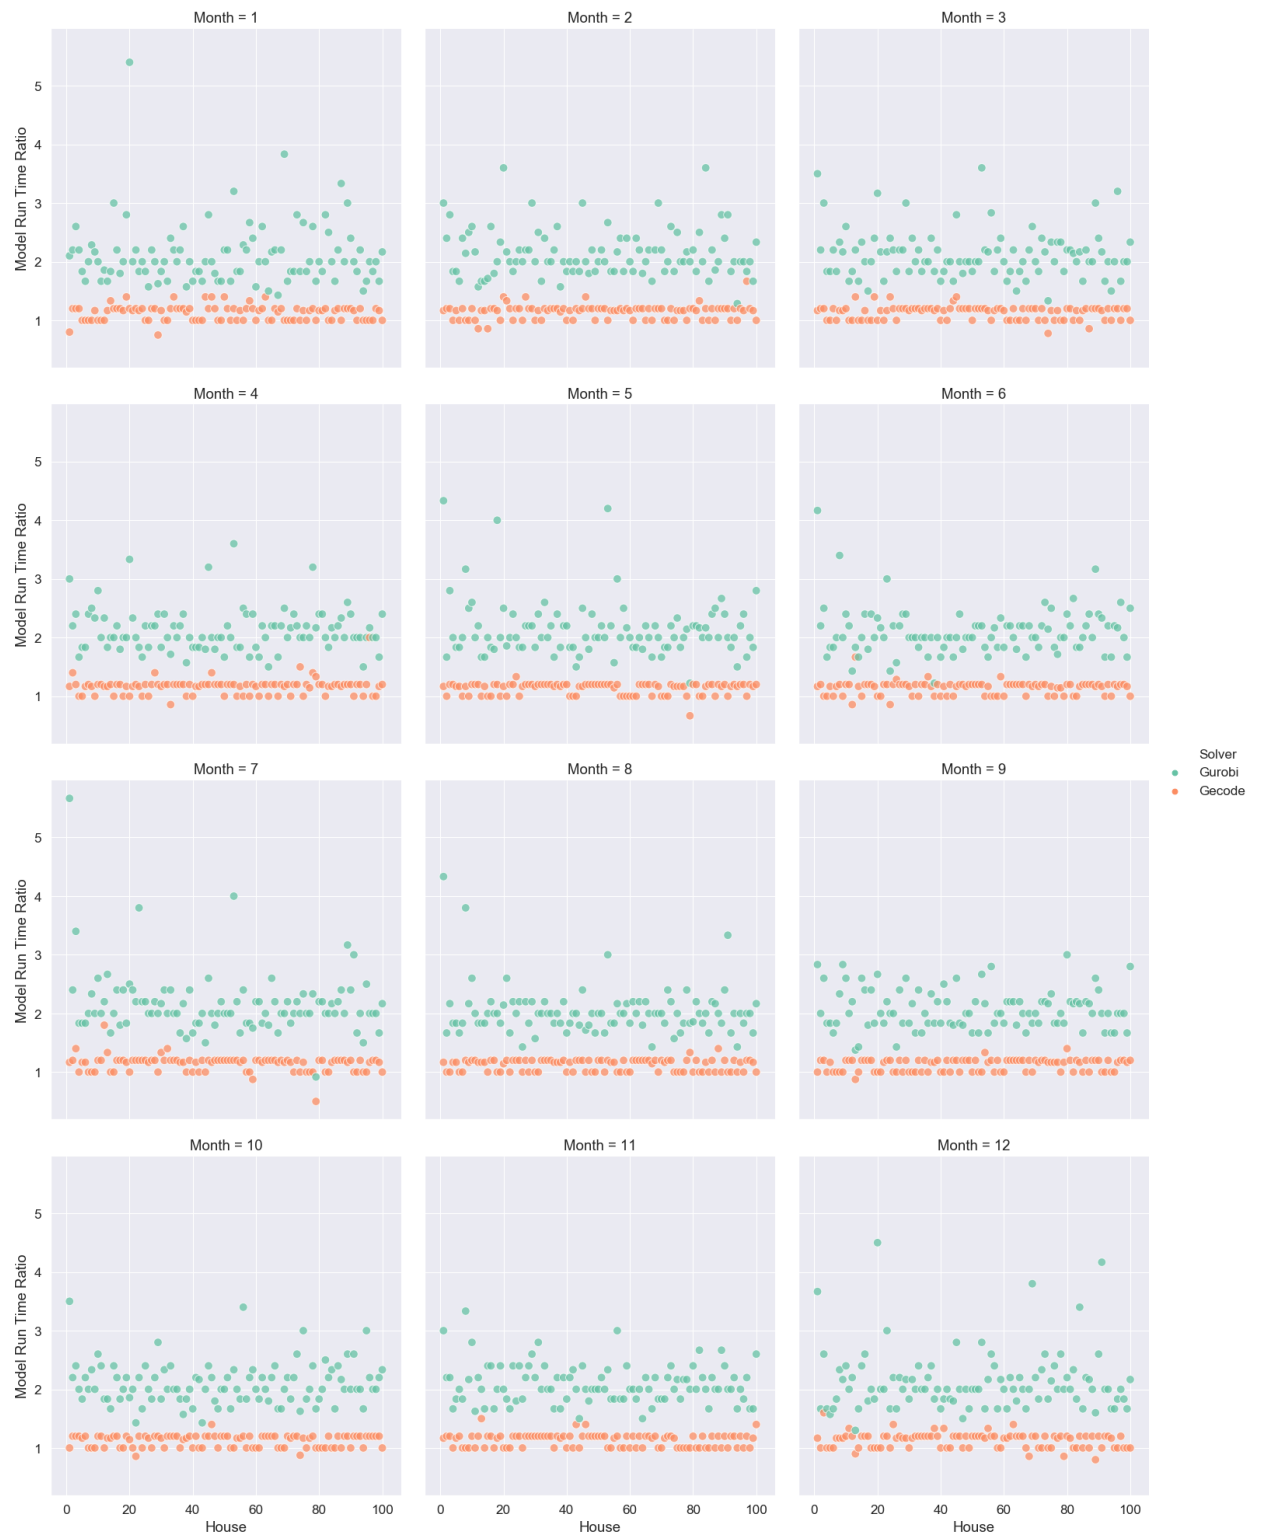 Month = 1
Month = 2
Month = 3
5
4
3
2
1
Model Run Time Ratio
Month = 4
Month = 5
Month = 6
5
4
3
2
1
Model Run Time Ratio
Solver
Gurobi
Gecode
Month = 7
Month = 8
Month = 9
5
4
3
2
1
Model Run Time Ratio
Month = 10
Month = 11
Month = 12
5
4
3
2
1
Model Run Time Ratio
0 20 40 60 80 100
0 20 40 60 80 100
0 20 40 60 80 100
House
House
House